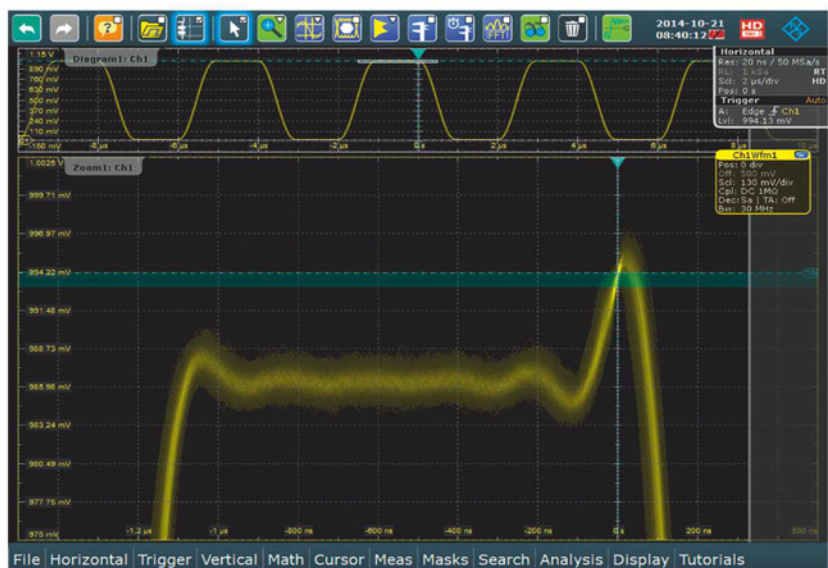 2014-10-21
08:40:12
HD
?
FFT
Diagram1: Ch1
1.15 V
890 mV
760 mV
630 mV
500 mV
370 mV
240 mV
110 mV
-150 mV
-8 µs
-6 µs
-4 µs
-2 µs
0 s
2 µs
4 µs
6 µs
8 µs
10 µs
Horizontal
Res: 20 ns / 50 MSa/s
RL: 1 kSa RT
Scl: 2 µs/div HD
Pos: 0 s
Trigger Auto
A: Edge Ch1
Lvl: 994.13 mV
Ch1Wfm1
Pos: 0 div
Off: 500 mV
Scl: 130 mV/div
Cpl: DC 1MΩ
Dec: Sa | TA: Off
Bw: 30 MHz
Zoom1: Ch1
1.0025 V
999.71 mV
996.97 mV
994.22 mV
TA
991.48 mV
988.73 mV
985.98 mV
983.24 mV
980.49 mV
977.76 mV
975 mV
-1.2 µs
-1 µs
-800 ns
-600 ns
-400 ns
-200 ns
0 s
200 ns
File Horizontal Trigger Vertical Math Cursor Meas Masks Search Analysis Display Tutorials